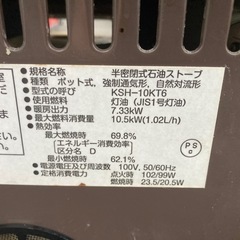 規格名称 半密閉式石油ストーブ
種類 ポット式，強制通気形，自然対流形
型式の呼び KSH-10KT6
使用燃料 灯油（JIS1号灯油）
暖房出力 7.33kW
最大燃料消費量 10.5kW(1.02L/h)
熱効率
最大燃焼時 69.8%
［エネルギー消費効率］
区分名 D
最小燃焼時 62.1%
電源電圧及び周波数 100V, 50/60Hz
定格消費電力 点火時 102/99W
燃焼時 23.5/20.5W
PS